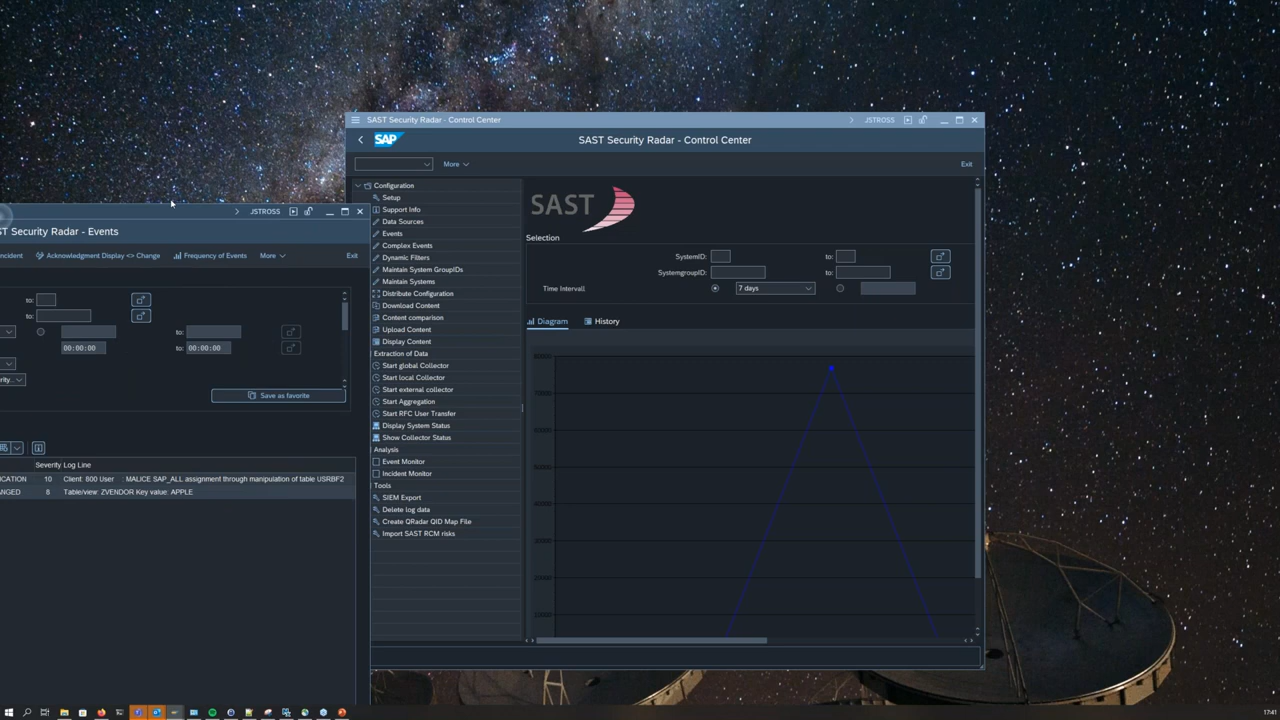 SAST Security Radar - Control Center
JSTROSS
SAP
SAST Security Radar - Control Center
More
Exit
Configuration
Setup
Support Info
Data Sources
Events
Complex Events
Dynamic Filters
Maintain System GroupIDs
Maintain Systems
Distribute Configuration
Download Content
Content comparison
Upload Content
Display Content
Extraction of Data
Start global Collector
Start local Collector
Start external collector
Start Aggregation
Start RFC User Transfer
Display System Status
Show Collector Status
Analysis
Event Monitor
Incident Monitor
Tools
SIEM Export
Delete log data
Create QRadar QID Map File
Import SAST RCM risks
SAST
Selection
SystemID: to:
SystemgroupID: to:
Time Intervall 7 days
Diagram History
JSTROSS
ST Security Radar - Events
ncident Acknowledgment Display <> Change Frequency of Events More Exit
to:
to:
to:
00:00:00 to: 00:00:00
rity..
Save as favorite
Severity Log Line
ICATION 10 Client: 800 User : MALICE SAP_ALL assignment through manipulation of table USRBF2
ANGED 8 Table/view: ZVENDOR Key value: APPLE
17:41